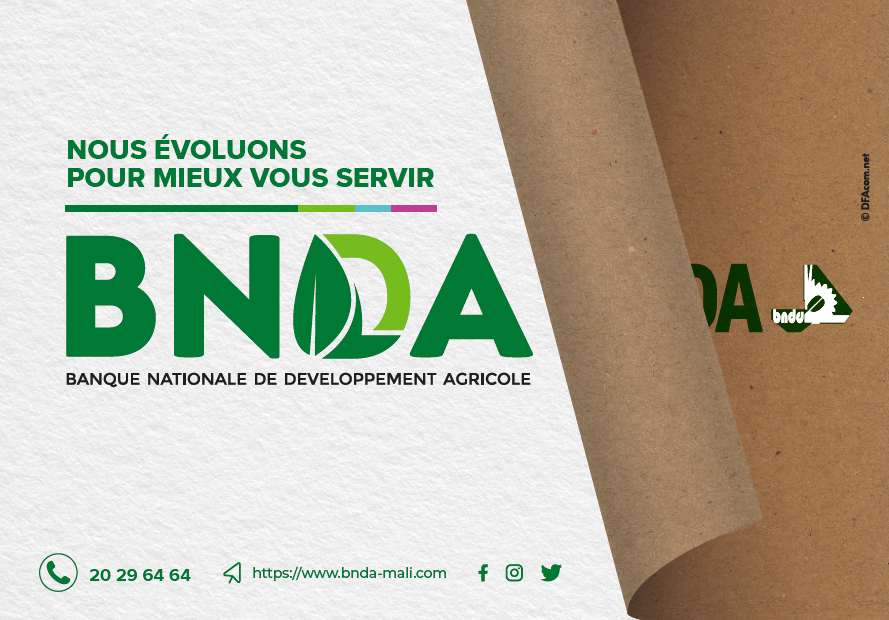 NOUS ÉVOLUONS
POUR MIEUX VOUS SERVIR
BNDA
BANQUE NATIONALE DE DEVELOPPEMENT AGRICOLE
20 29 64 64
https://www.bnda-mali.com
DA
bnda
© DFAcom.net